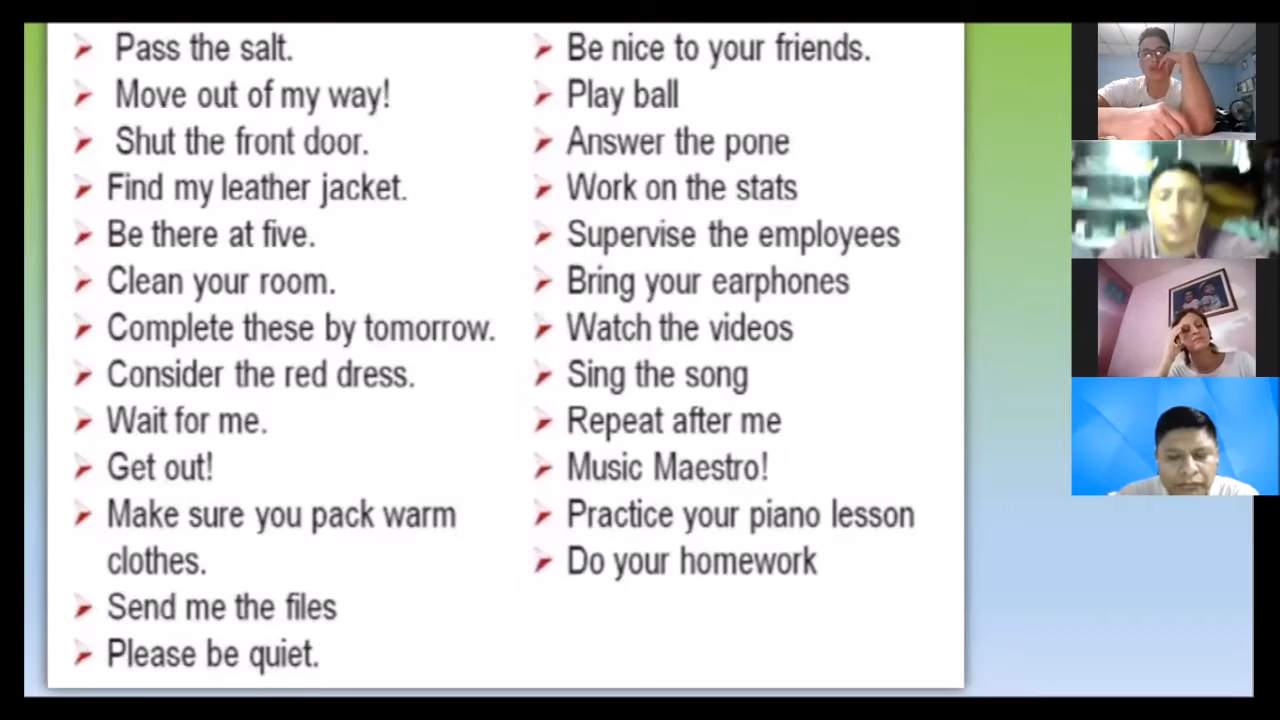 Pass the salt.
Move out of my way!
Shut the front door.
Find my leather jacket.
Be there at five.
Clean your room.
Complete these by tomorrow.
Consider the red dress.
Wait for me.
Get out!
Make sure you pack warm
clothes.
Send me the files
Please be quiet.
Be nice to your friends.
Play ball
Answer the pone
Work on the stats
Supervise the employees
Bring your earphones
Watch the videos
Sing the song
Repeat after me
Music Maestro!
Practice your piano lesson
Do your homework